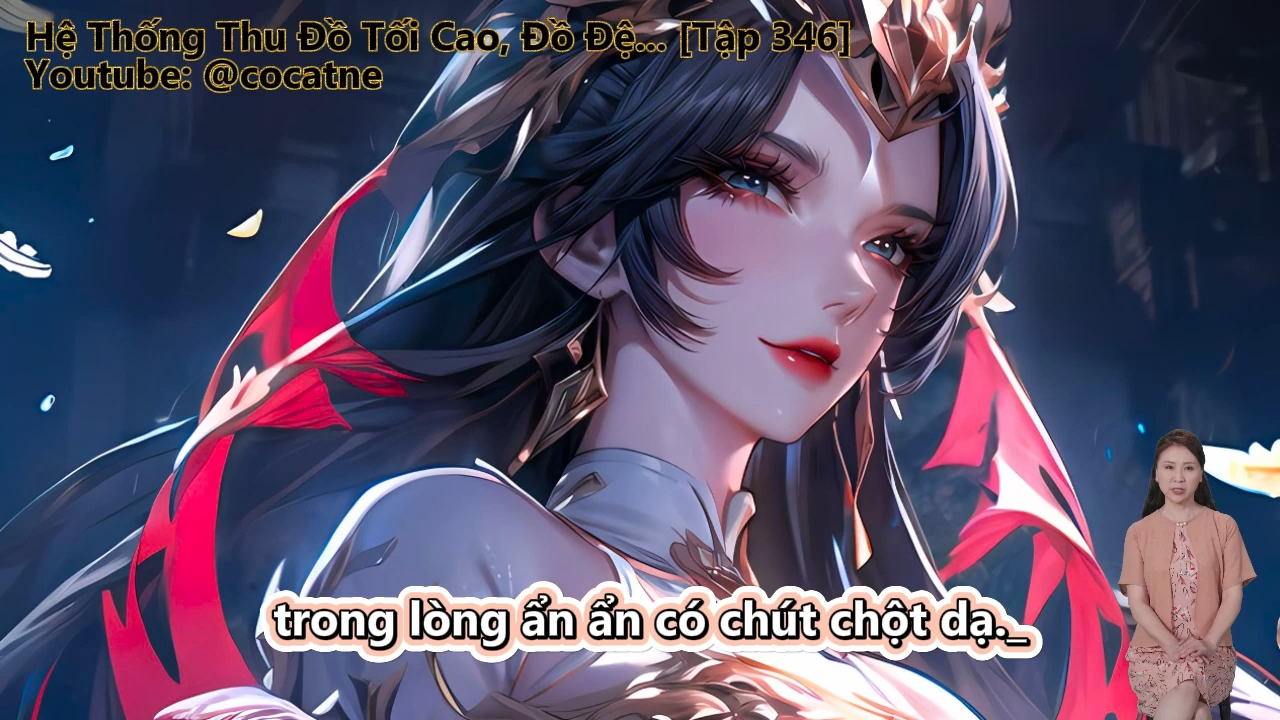 Hệ Thống Thu Đồ Tối Cao, Đồ Đệ... [Tập 346]
Youtube: @cocatne
trong lòng ẩn ẩn có chút chột dạ._